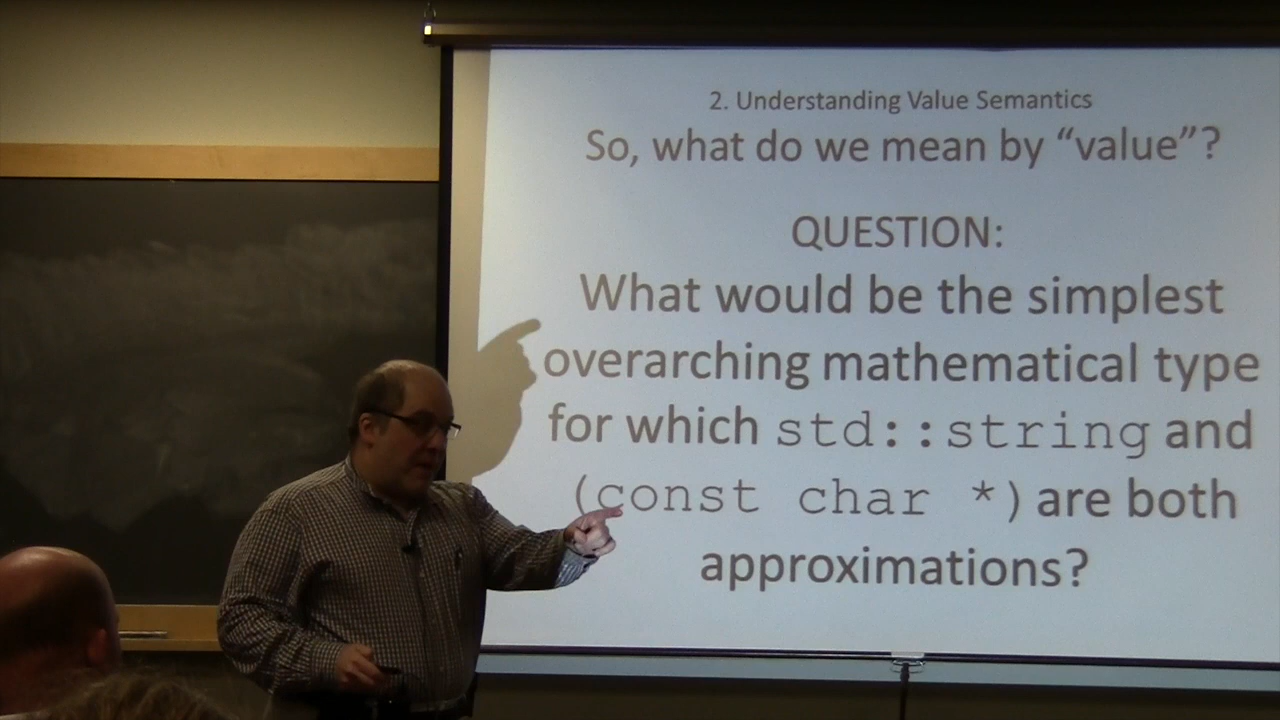 2. Understanding Value Semantics
So, what do we mean by “value”?
QUESTION:
What would be the simplest
overarching mathematical type
for which std::string and
(const char *) are both
approximations?